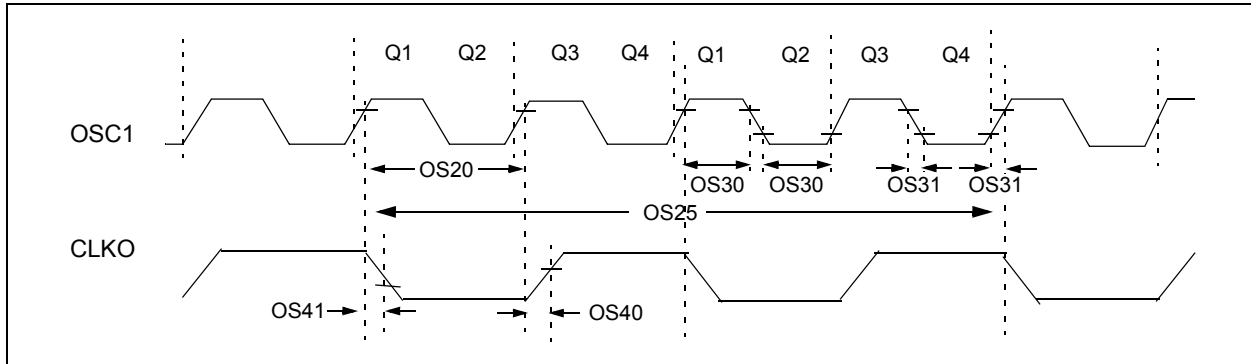 Q1 Q2 Q3 Q4 Q1 Q2 Q3 Q4
OSC1
OS20 OS30 OS30 OS31 OS31
OS25
CLKO
OS41 OS40